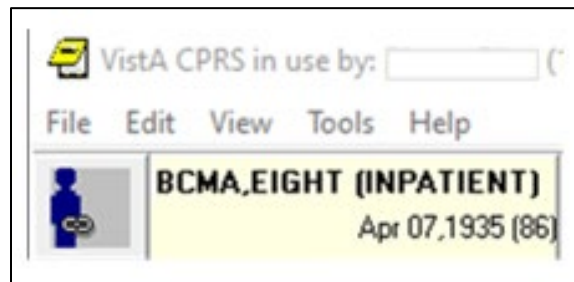 VistA CPRS in use by: (
File Edit View Tools Help
BCMA,EIGHT (INPATIENT)
Apr 07,1935 (86)